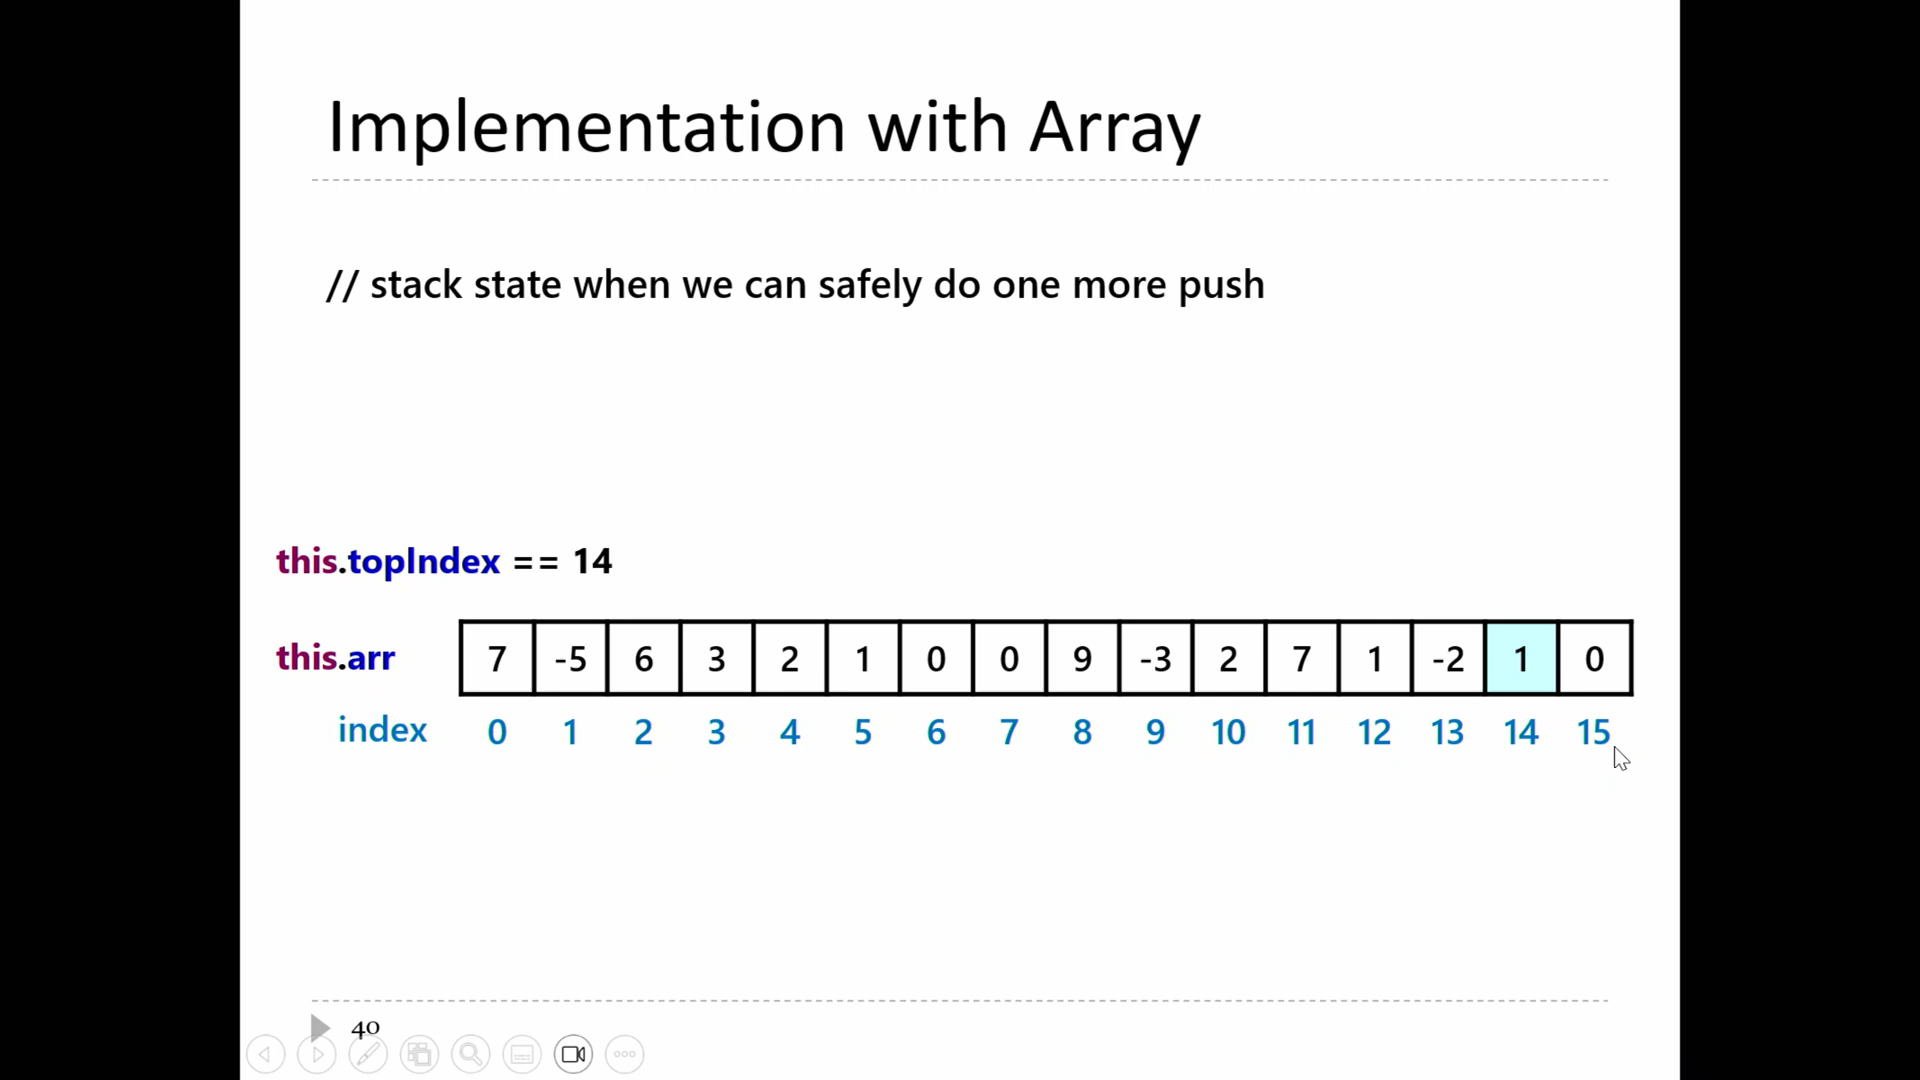 Implementation with Array
// stack state when we can safely do one more push
this.topIndex == 14
this.arr 7 -5 6 3 2 1 0 0 9 -3 2 7 1 -2 1 0
index 0 1 2 3 4 5 6 7 8 9 10 11 12 13 14 15
40